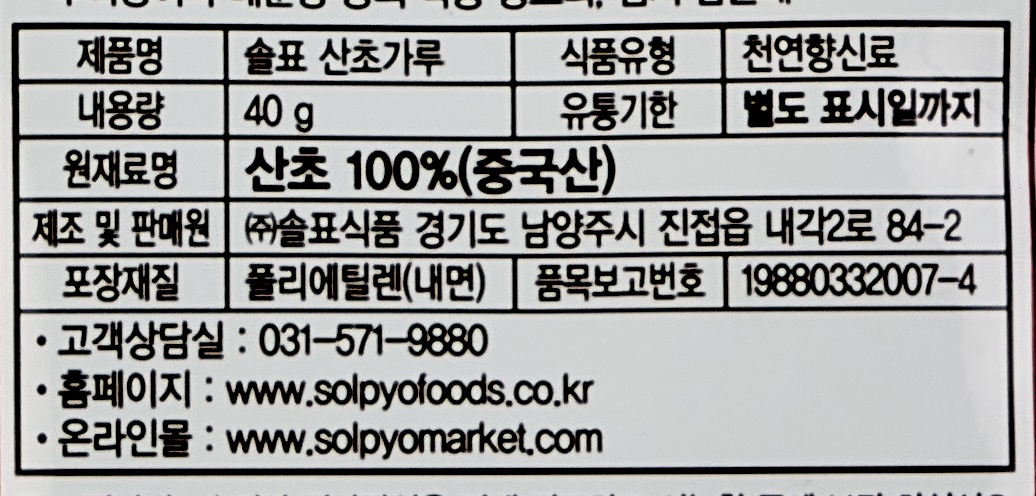 제품명 솔표 산초가루 식품유형 천연향신료
내용량 40 g 유통기한 별도 표시일까지
원재료명 산초 100%(중국산)
제조 및 판매원 ㈜솔표식품 경기도 남양주시 진접읍 내각2로 84-2
포장재질 폴리에틸렌(내면) 품목보고번호 19880332007-4
• 고객상담실 : 031-571-9880
• 홈페이지 : www.solpyofoods.co.kr
• 온라인몰 : www.solpyomarket.com